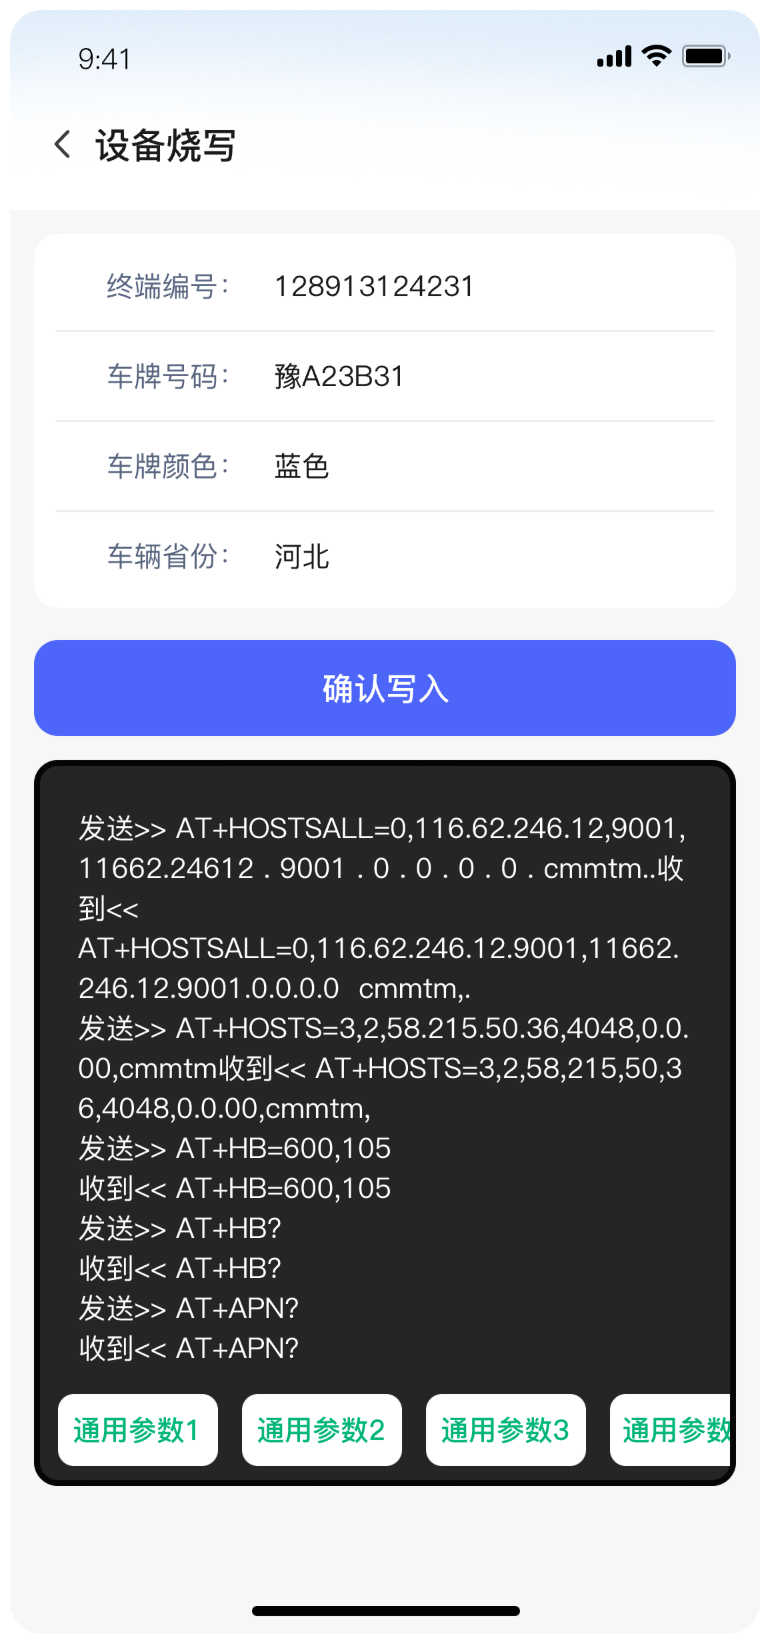 9:41
设备烧写
终端编号： 128913124231
车牌号码： 豫A23B31
车牌颜色： 蓝色
车辆省份： 河北
确认写入
发送>> AT+HOSTSALL=0,116.62.246.12,9001,
11662.24612 . 9001 . 0 . 0 . 0 . 0 . cmmtm..收
到<<
AT+HOSTSALL=0,116.62.246.12.9001,11662.
246.12.9001.0.0.0.0 cmmtm,.
发送>> AT+HOSTS=3,2,58.215.50.36,4048,0.0.
00,cmmtm收到<< AT+HOSTS=3,2,58,215,50,3
6,4048,0.0.00,cmmtm,
发送>> AT+HB=600,105
收到<< AT+HB=600,105
发送>> AT+HB?
收到<< AT+HB?
发送>> AT+APN?
收到<< AT+APN?
通用参数1 通用参数2 通用参数3 通用参数